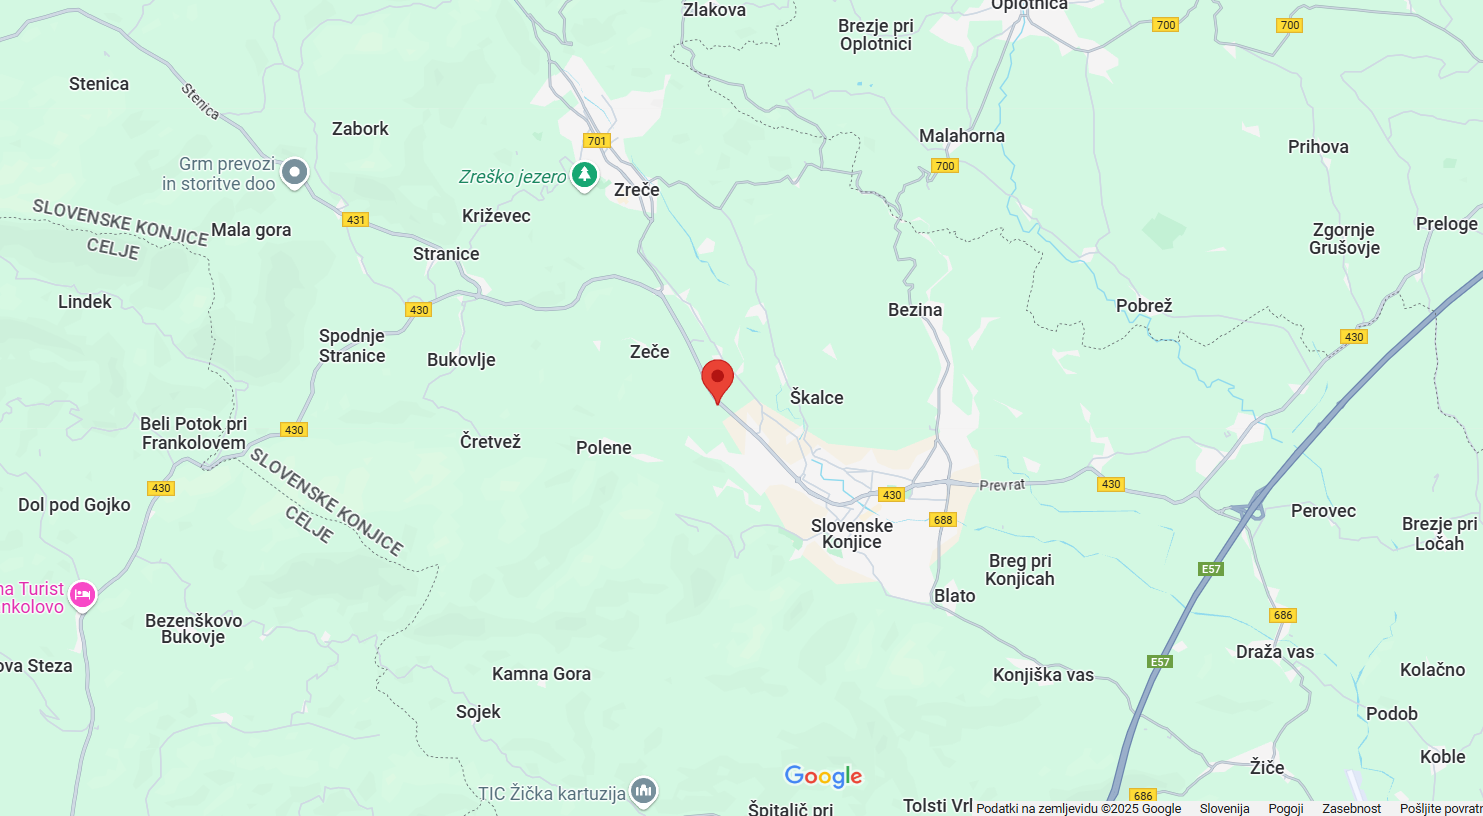 Zlakova
Oplotnica
Brezje pri
Oplotnici
700
700
Stenica
Stenica
Zabork
701
Malahorna
700
Prihova
Grm prevozi
in storitve doo
Zreško jezero
Zreče
SLOVENSKE KONJICE
CELJE
Mala gora
431
Križevec
Stranice
Zgornje
Grušovje
Preloge
Lindek
430
Bezina
Pobrež
Spodnje
Stranice
Bukovlje
Zeče
430
Škalce
Beli Potok pri
Frankolovem
430
Čretvež
Polene
SLOVENSKE KONJICE
CELJE
430
Dol pod Gojko
430
Prevrat
430
688
Slovenske
Konjice
Perovec
Brezje pri
Ločah
Breg pri
Konjicah
E57
Blato
na Turist
nkolovo
Bezenškovo
Bukovje
686
ova Steza
Kamna Gora
Konjiška vas
E57
Draža vas
Kolačno
Sojek
Podob
Koble
Žiče
Google
TIC Žička kartuzija
686
Špitalič pri
Tolsti Vrl
Podatki na zemljevidu ©2025 Google Slovenija Pogoji Zasebnost Pošljite povratr